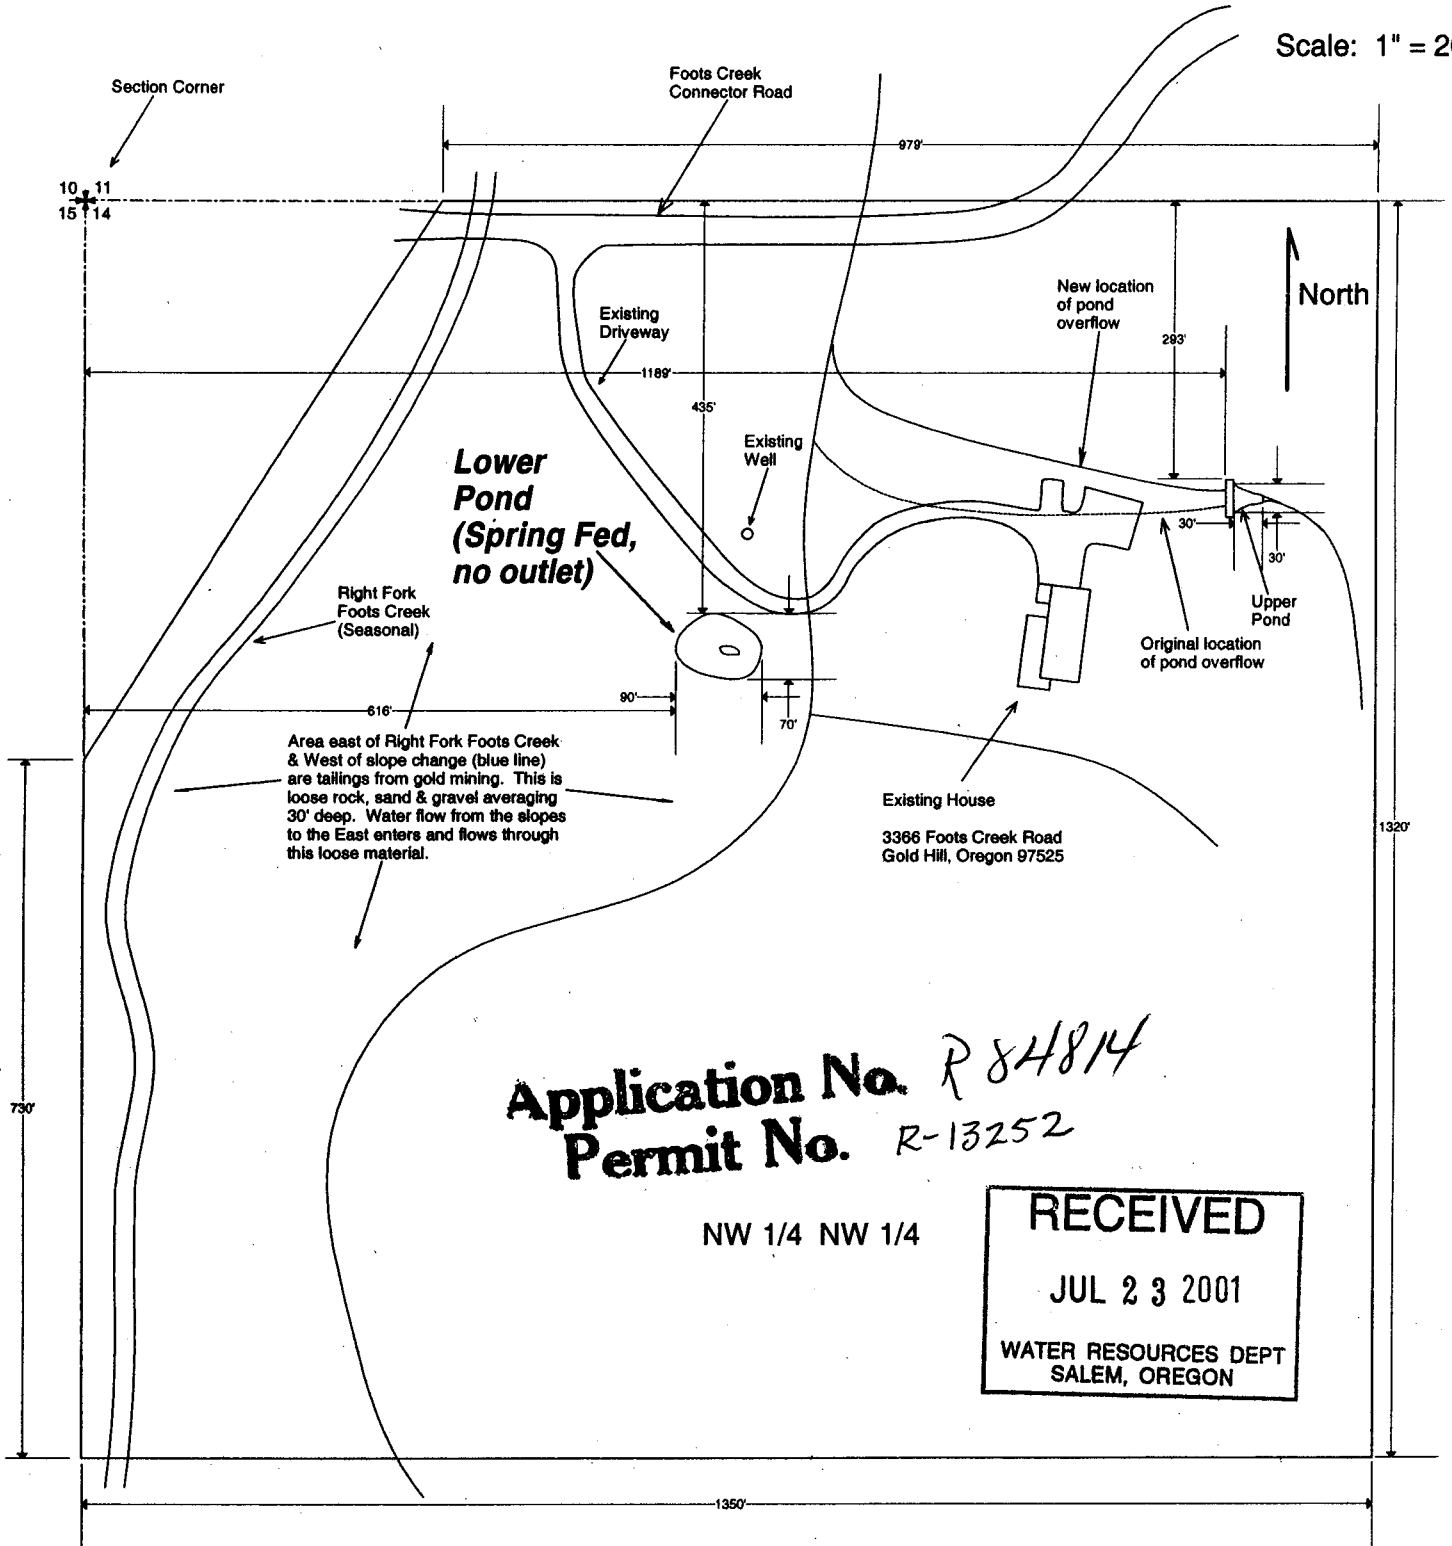 Scale: 1" =
Section Corner
Foots Creek
Connector Road
979'
10 11
15 14
New location
of pond
overflow
North
Existing
Driveway
293'
1189'
435'
Existing
Well
Lower
Pond
(Spring Fed,
no outlet)
30'
30'
Right Fork
Foots Creek
(Seasonal)
Upper
Pond
Original location
of pond overflow
90'
616'
70'
Area east of Right Fork Foots Creek
& West of slope change (blue line)
are tailings from gold mining. This is
loose rock, sand & gravel averaging
30' deep. Water flow from the slopes
to the East enters and flows through
this loose material.
Existing House
3366 Foots Creek Road
Gold Hill, Oregon 97525
1320'
730'
Application No. R 84814
Permit No. R-13252
NW 1/4 NW 1/4
RECEIVED
JUL 23 2001
WATER RESOURCES DEPT
SALEM, OREGON
1350'